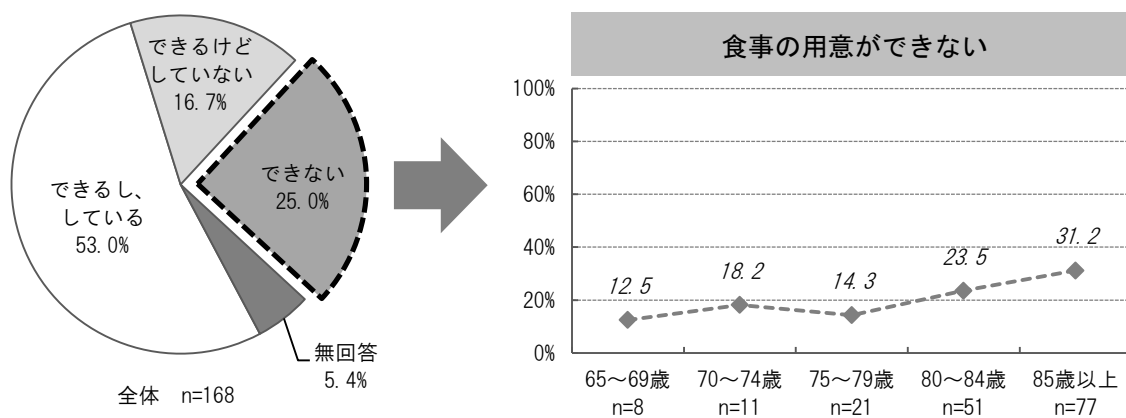 できるけど
していない
16.7%
できない
25.0%
できるし、
している
53.0%
無回答
5.4%
全体 n=168
食事の用意ができない
100%
80%
60%
40%
20%
0%
12.5
18.2
14.3
23.5
31.2
65～69歳 70～74歳 75～79歳 80～84歳 85歳以上
n=8 n=11 n=21 n=51 n=77